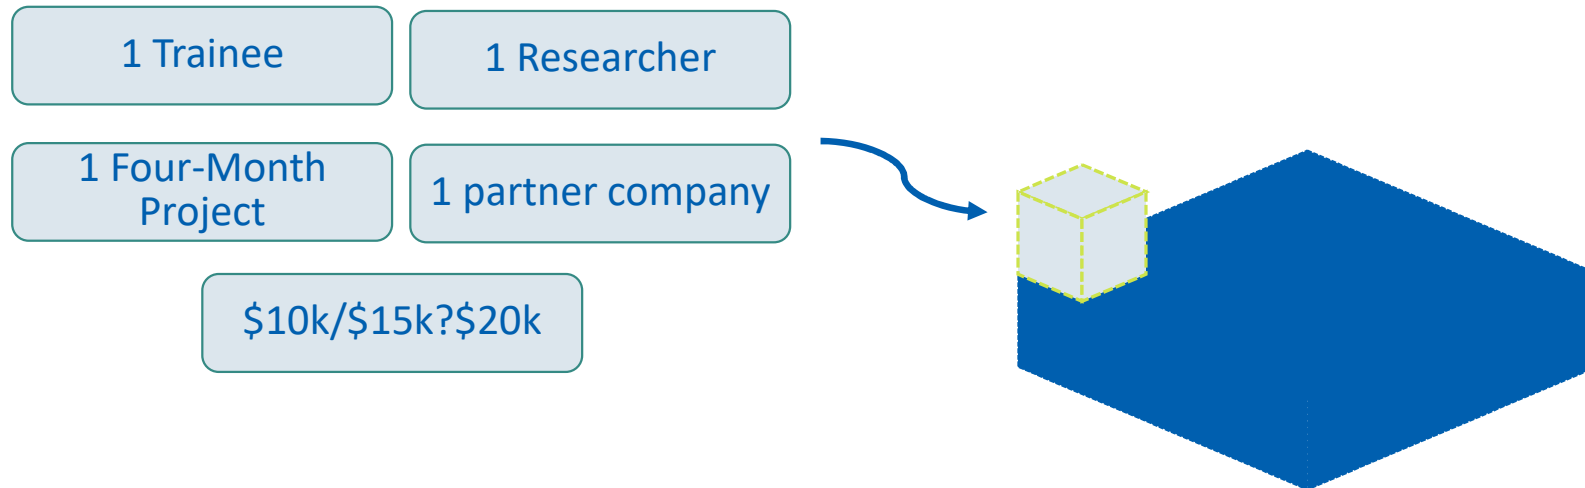 1 Trainee
1 Researcher
1 Four-Month
Project
1 partner company
$10k/$15k?$20k